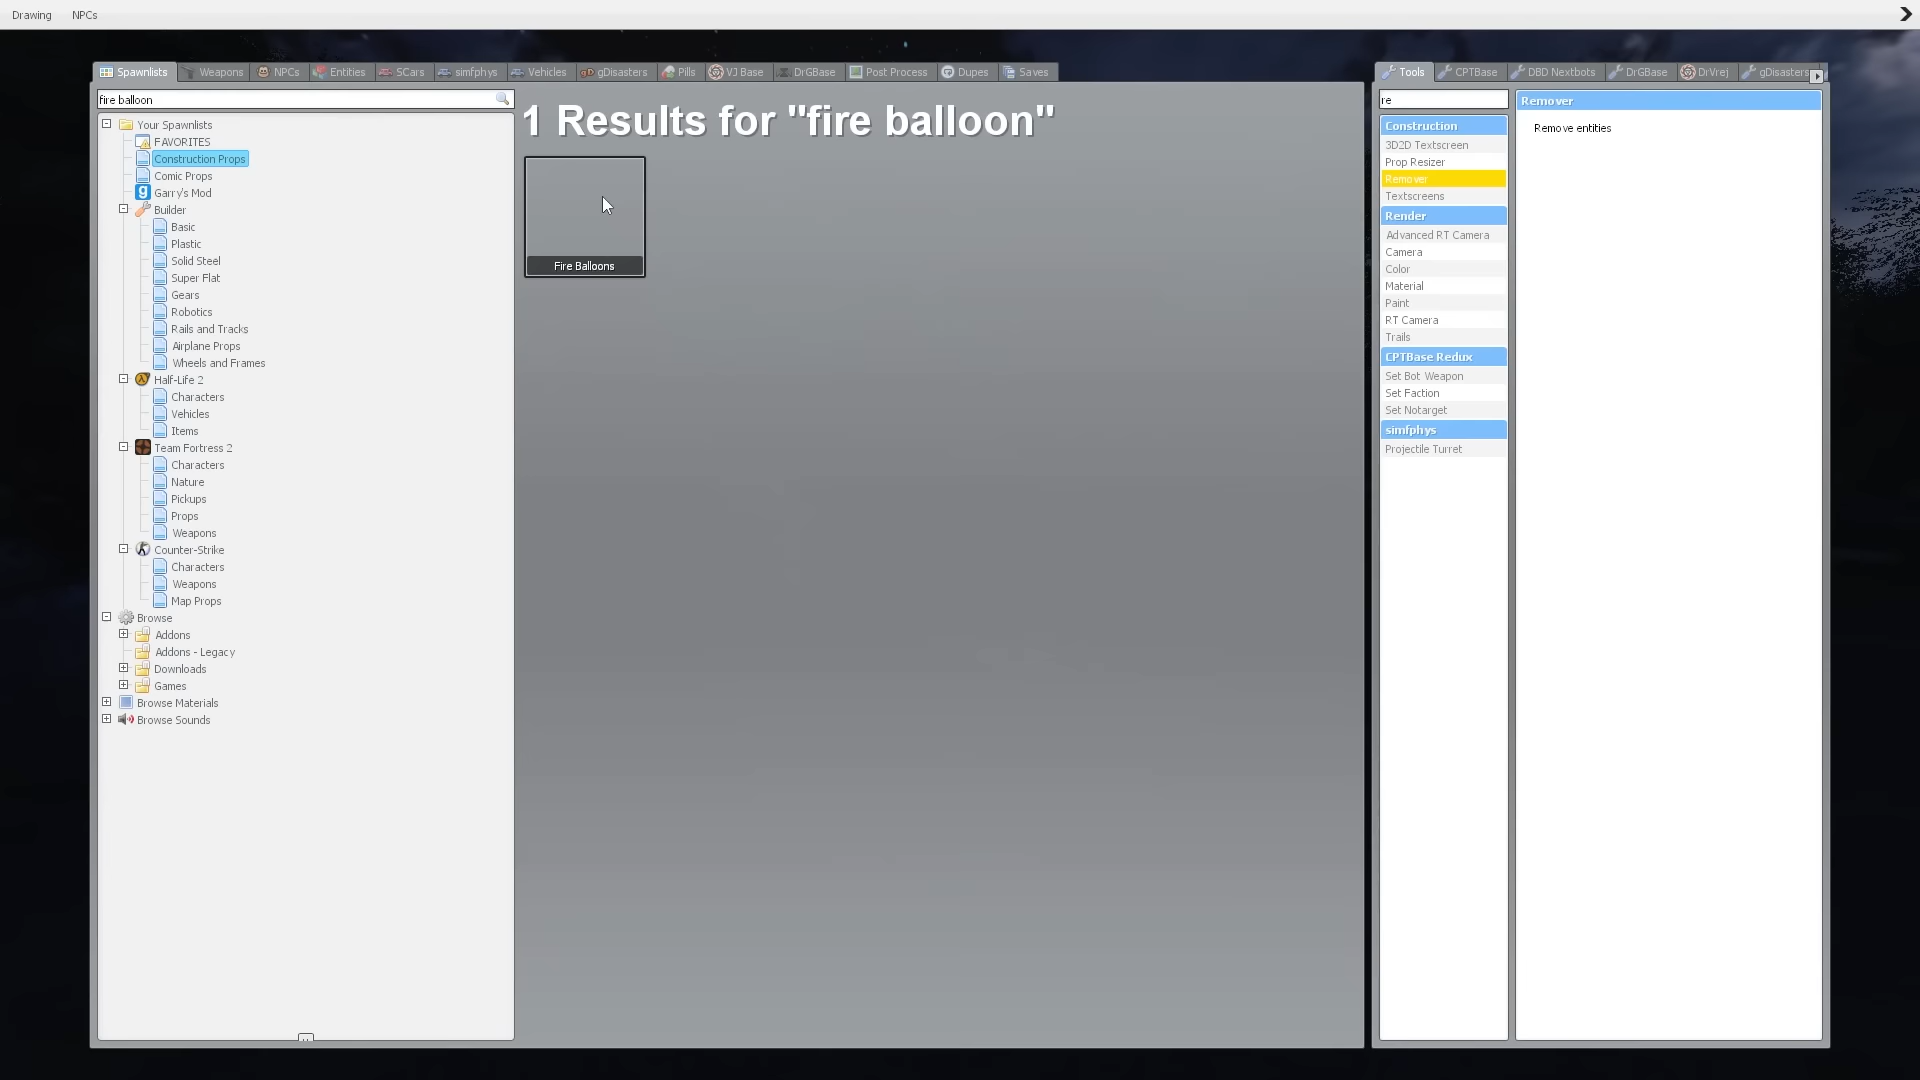 Drawing NPCs
Spawnlists Weapons NPCs Entities SCars simfphys Vehicles gDisasters Pills VJ Base DrGBase Post Process Dupes Saves
fire balloon
Your Spawnlists
FAVORITES
Construction Props
Comic Props
Garry's Mod
Builder
Basic
Plastic
Solid Steel
Super Flat
Gears
Robotics
Rails and Tracks
Airplane Props
Wheels and Frames
Half-Life 2
Characters
Vehicles
Items
Team Fortress 2
Characters
Nature
Pickups
Props
Weapons
Counter-Strike
Characters
Weapons
Map Props
Browse
Addons
Addons - Legacy
Downloads
Games
Browse Materials
Browse Sounds
1 Results for "fire balloon"
Fire Balloons
Tools CPTBase DBD Nextbots DrGBase DrVrej gDisasters
re
Construction
3D2D Textscreen
Prop Resizer
Remover
Textscreens
Render
Advanced RT Camera
Camera
Color
Material
Paint
RT Camera
Trails
CPTBase Redux
Set Bot Weapon
Set Faction
Set Notarget
simfphys
Projectile Turret
Remover
Remove entities